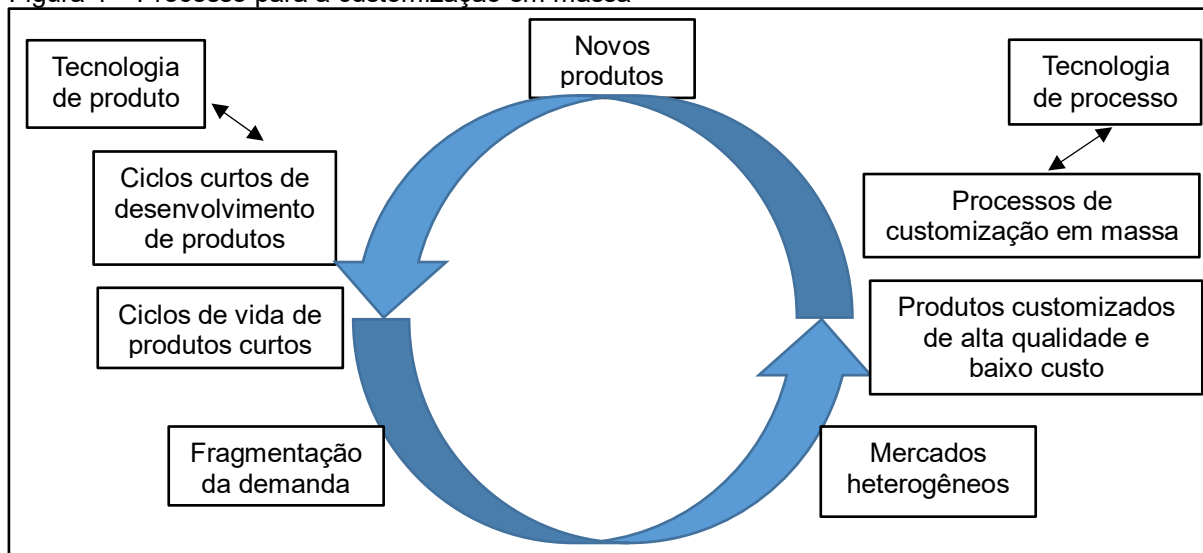 Novos
produtos
Tecnologia
de produto
Tecnologia
de processo
Ciclos curtos de
desenvolvimento
de produtos
Processos de
customização em massa
Ciclos de vida de
produtos curtos
Produtos customizados
de alta qualidade e
baixo custo
Fragmentação
da demanda
Mercados
heterogêneos